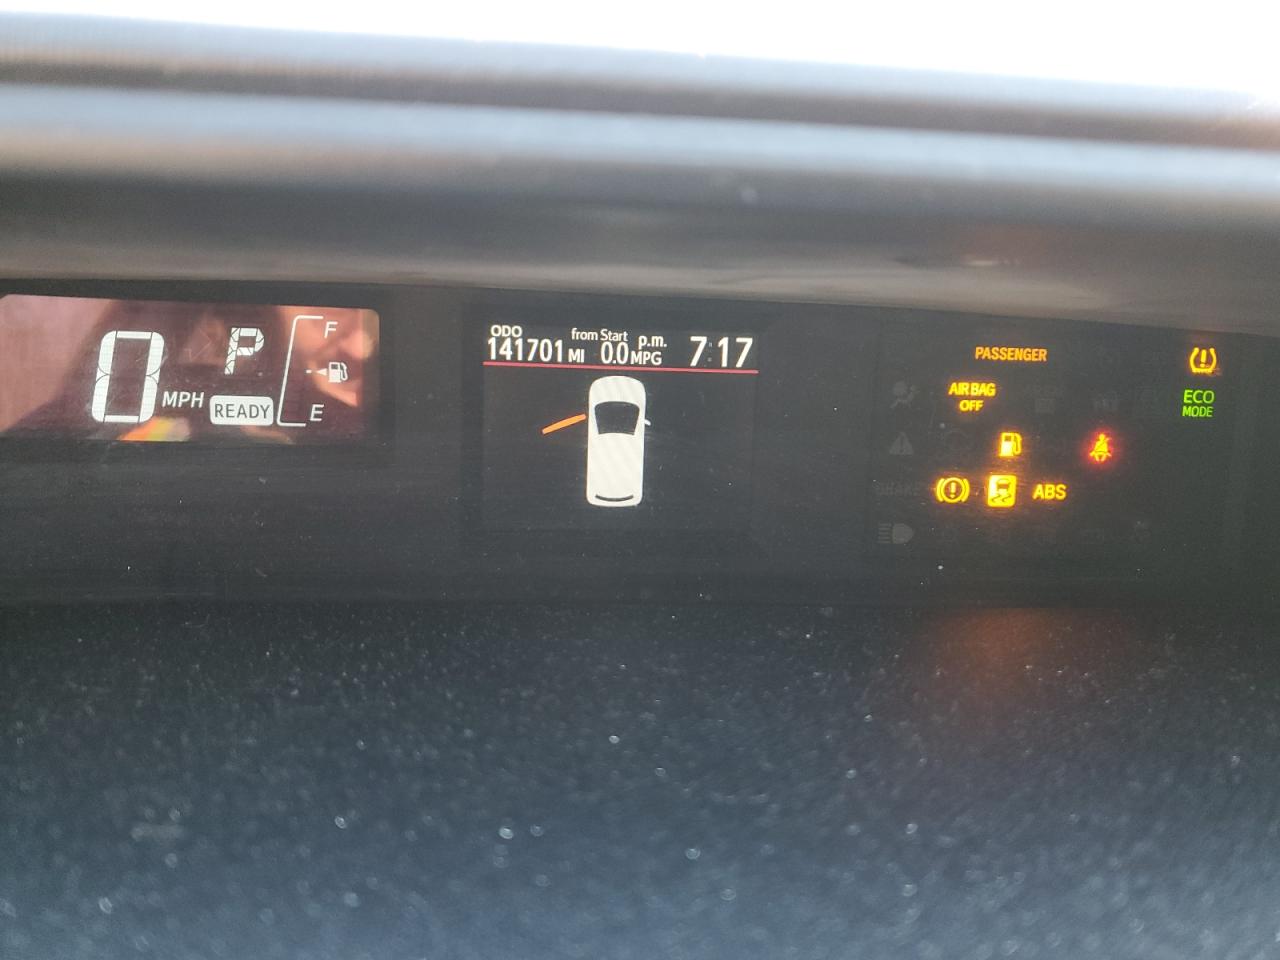 0 MPH
P
READY
F
E
ODO
141701 MI
from Start
0.0 MPG
p.m. 7:17
PASSENGER
AIR BAG
OFF
ECO
MODE
ABS